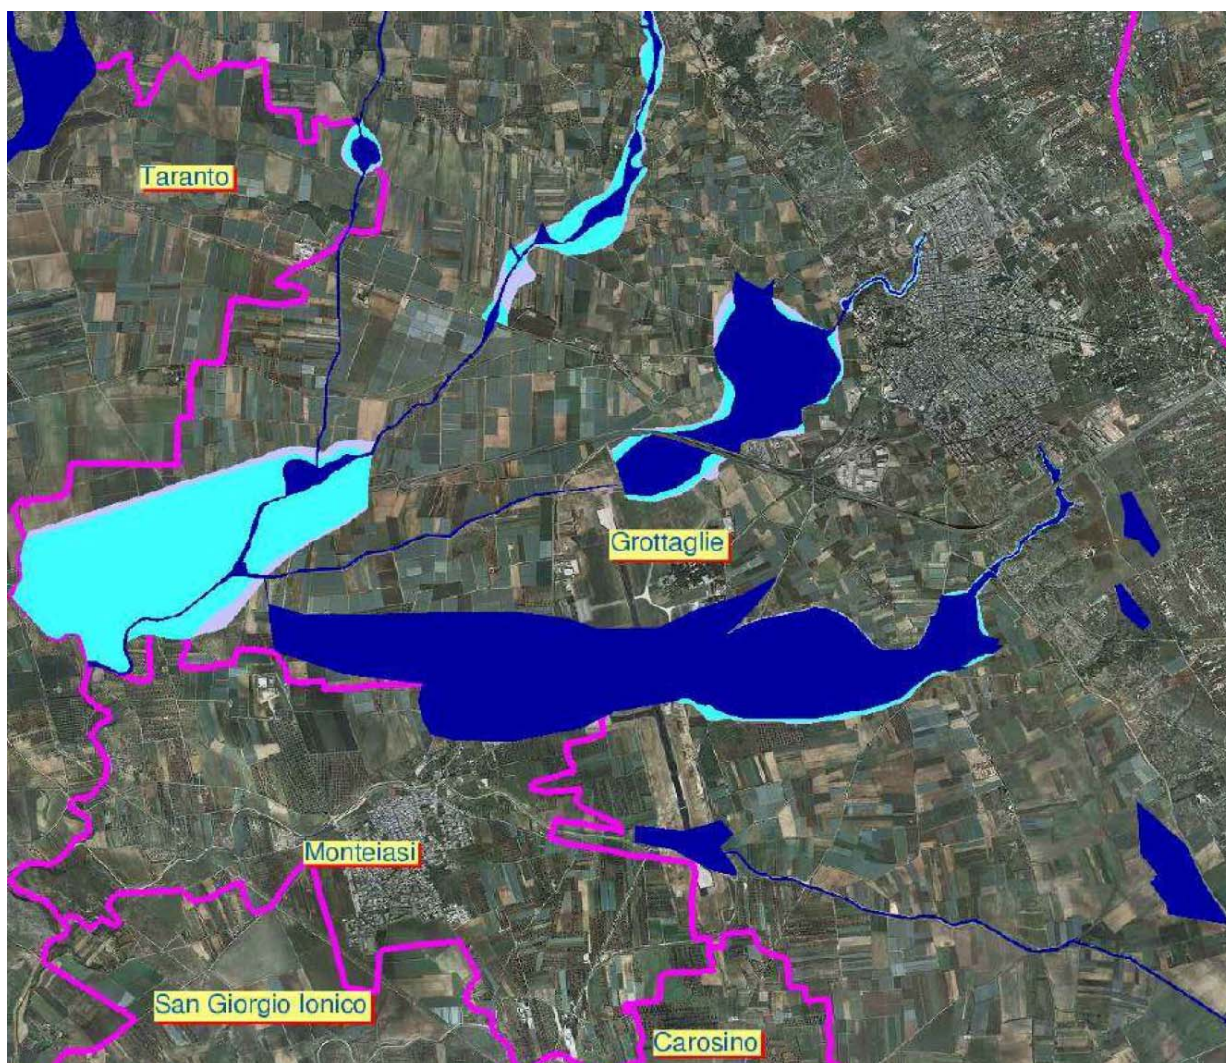 Taranto
Grottaglie
Monteiasi
San Giorgio Ionico
Carosino